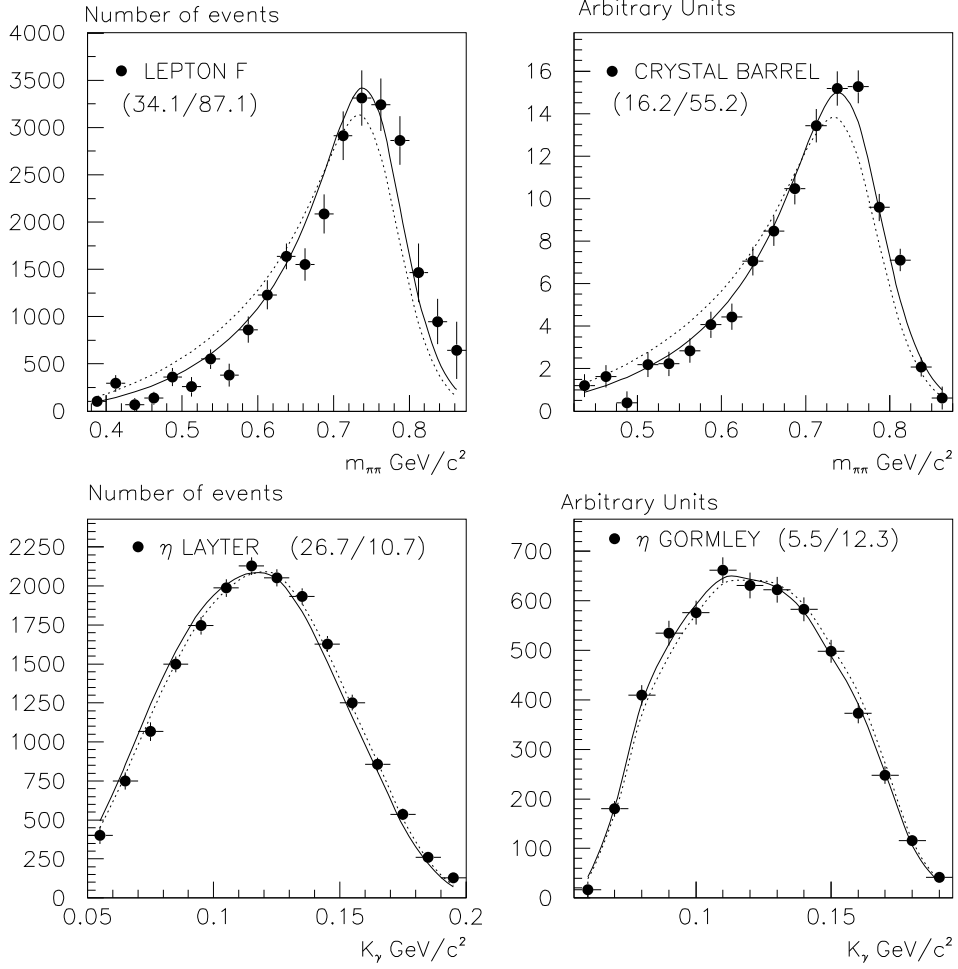 Number of events
4000
3500
3000
2500
2000
1500
1000
500
0
LEPTON F
(34.1/87.1)
0.4 0.5 0.6 0.7 0.8
m_ππ GeV/c²
Arbitrary Units
16
14
12
10
8
6
4
2
0
CRYSTAL BARREL
(16.2/55.2)
0.5 0.6 0.7 0.8
m_ππ GeV/c²
Number of events
2250
2000
1750
1500
1250
1000
750
500
250
0
η LAYTER (26.7/10.7)
0.05 0.1 0.15 0.2
K_γ GeV/c²
Arbitrary Units
700
600
500
400
300
200
100
0
η GORMLEY (5.5/12.3)
0.1 0.15
K_γ GeV/c²